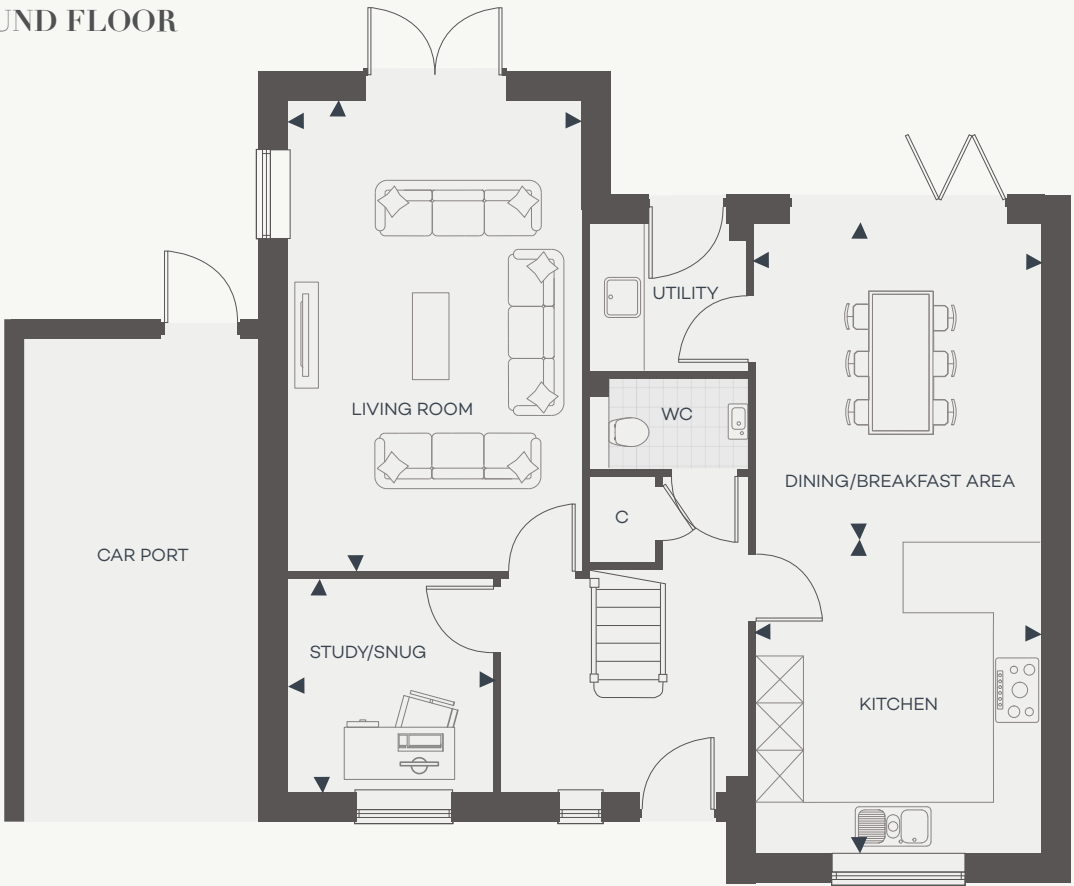 UND FLOOR
UTILITY
LIVING ROOM
WC
DINING/BREAKFAST AREA
C
CAR PORT
STUDY/SNUG
KITCHEN